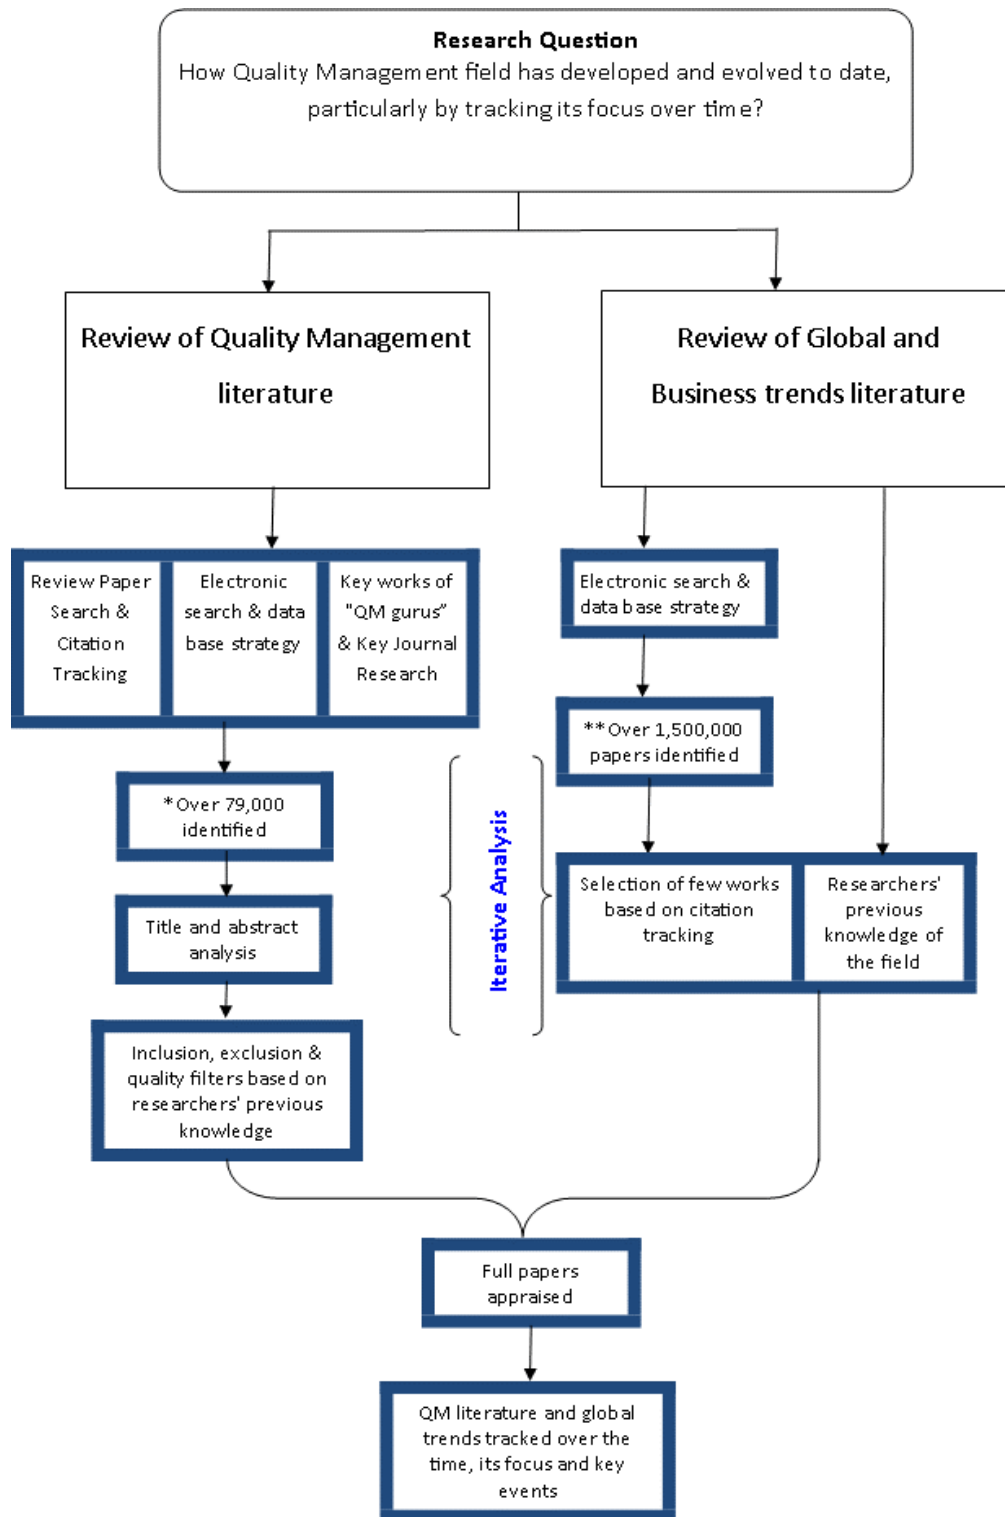 Research Question
How Quality Management field has developed and evolved to date,
particularly by tracking its focus over time?
Review of Quality Management
literature
Review of Global and
Business trends literature
Review Paper
Search &
Citation
Tracking
Electronic
search & data
base strategy
Key works of
"QM gurus”
& Key Journal
Research
Electronic search &
data base strategy
*Over 79,000
identified
**Over 1,500,000
papers identified
Iterative Analysis
Title and abstract
analysis
Selection of few works
based on citation
tracking
Researchers'
previous
knowledge of
the field
Inclusion, exclusion &
quality filters based on
researchers' previous
knowledge
Full papers
appraised
QM literature and global
trends tracked over the
time, its focus and key
events